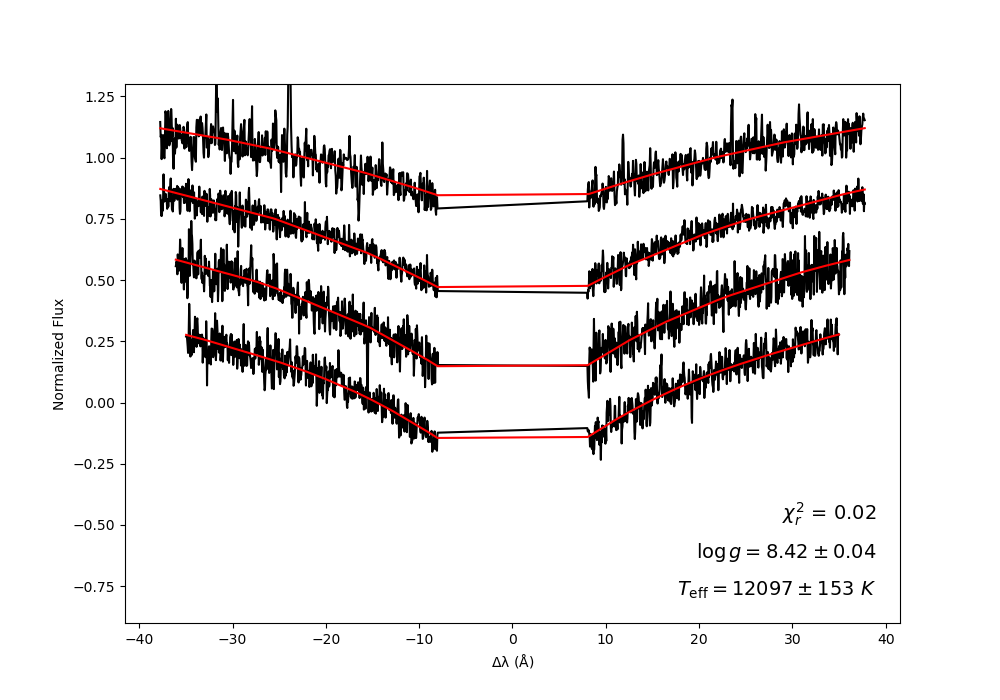 1.25
1.00
0.75
0.50
0.25
0.00
−0.25
−0.50
−0.75
Normalized Flux
χ²ᵣ = 0.02
log g = 8.42 ± 0.04
T_eff = 12097 ± 153 K
−40 −30 −20 −10 0 10 20 30 40
Δλ (Å)